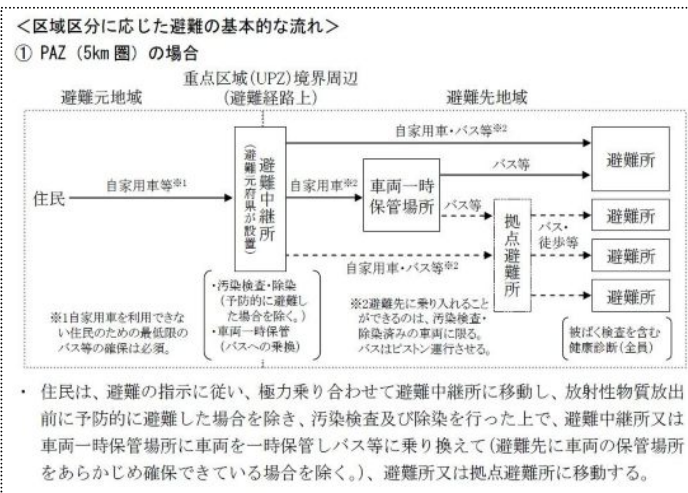 <区域区分に応じた避難の基本的な流れ>
① PAZ(5km 圏)の場合
重点区域(UPZ)境界周辺
避難元地域
(避難経路上)
避難先地域
自家用車・バス等※2
避難所
バス等
住民
自家用車等※1
避難中継所
(避難元府県が設置)
自家用車※2
車両一時
保管場所
バス等
拠点避難所
バス・
徒歩等
避難所
避難所
避難所
自家用車・バス等※2
※1自家用車を利用できな
い住民のための最低限の
バス等の確保は必須。
・汚染検査・除染
(予防的に避難し
た場合を除く。)
・車両一時保管
(バスへの乗換)
※2避難先に乗り入れること
ができるのは、汚染検査・
除染済みの車両に限る。
バスはピストン運行させる。
被ばく検査を含む
健康診断(全員)
・ 住民は、避難の指示に従い、極力乗り合わせて避難中継所に移動し、放射性物質放出
前に予防的に避難した場合を除き、汚染検査及び除染を行った上で、避難中継所又は
車両一時保管場所に車両を一時保管しバス等に乗り換えて(避難先に車両の保管場所
をあらかじめ確保できている場合を除く。)、避難所又は拠点避難所に移動する。